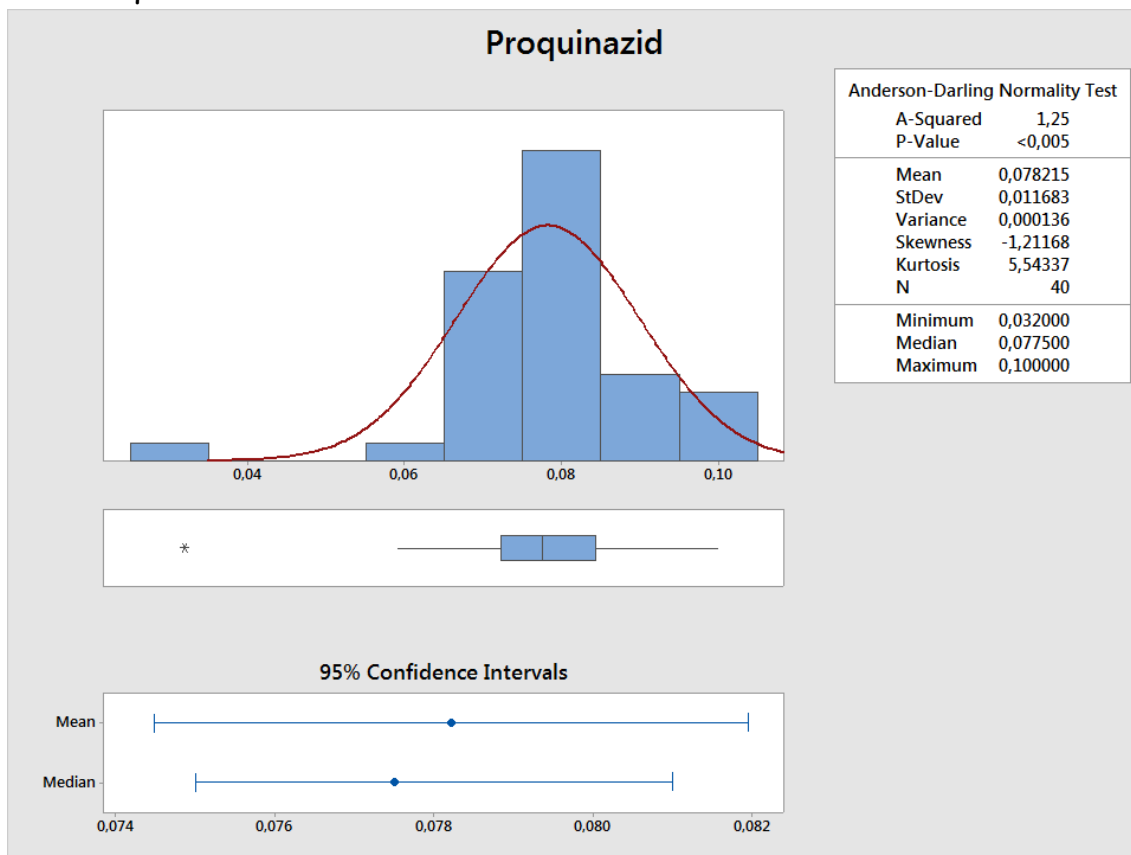 Proquinazid
Anderson-Darling Normality Test
A-Squared 1,25
P-Value <0,005
Mean 0,078215
StDev 0,011683
Variance 0,000136
Skewness -1,21168
Kurtosis 5,54337
N 40
Minimum 0,032000
Median 0,077500
Maximum 0,100000
0,04 0,06 0,08 0,10
95% Confidence Intervals
Mean
Median
0,074 0,076 0,078 0,080 0,082